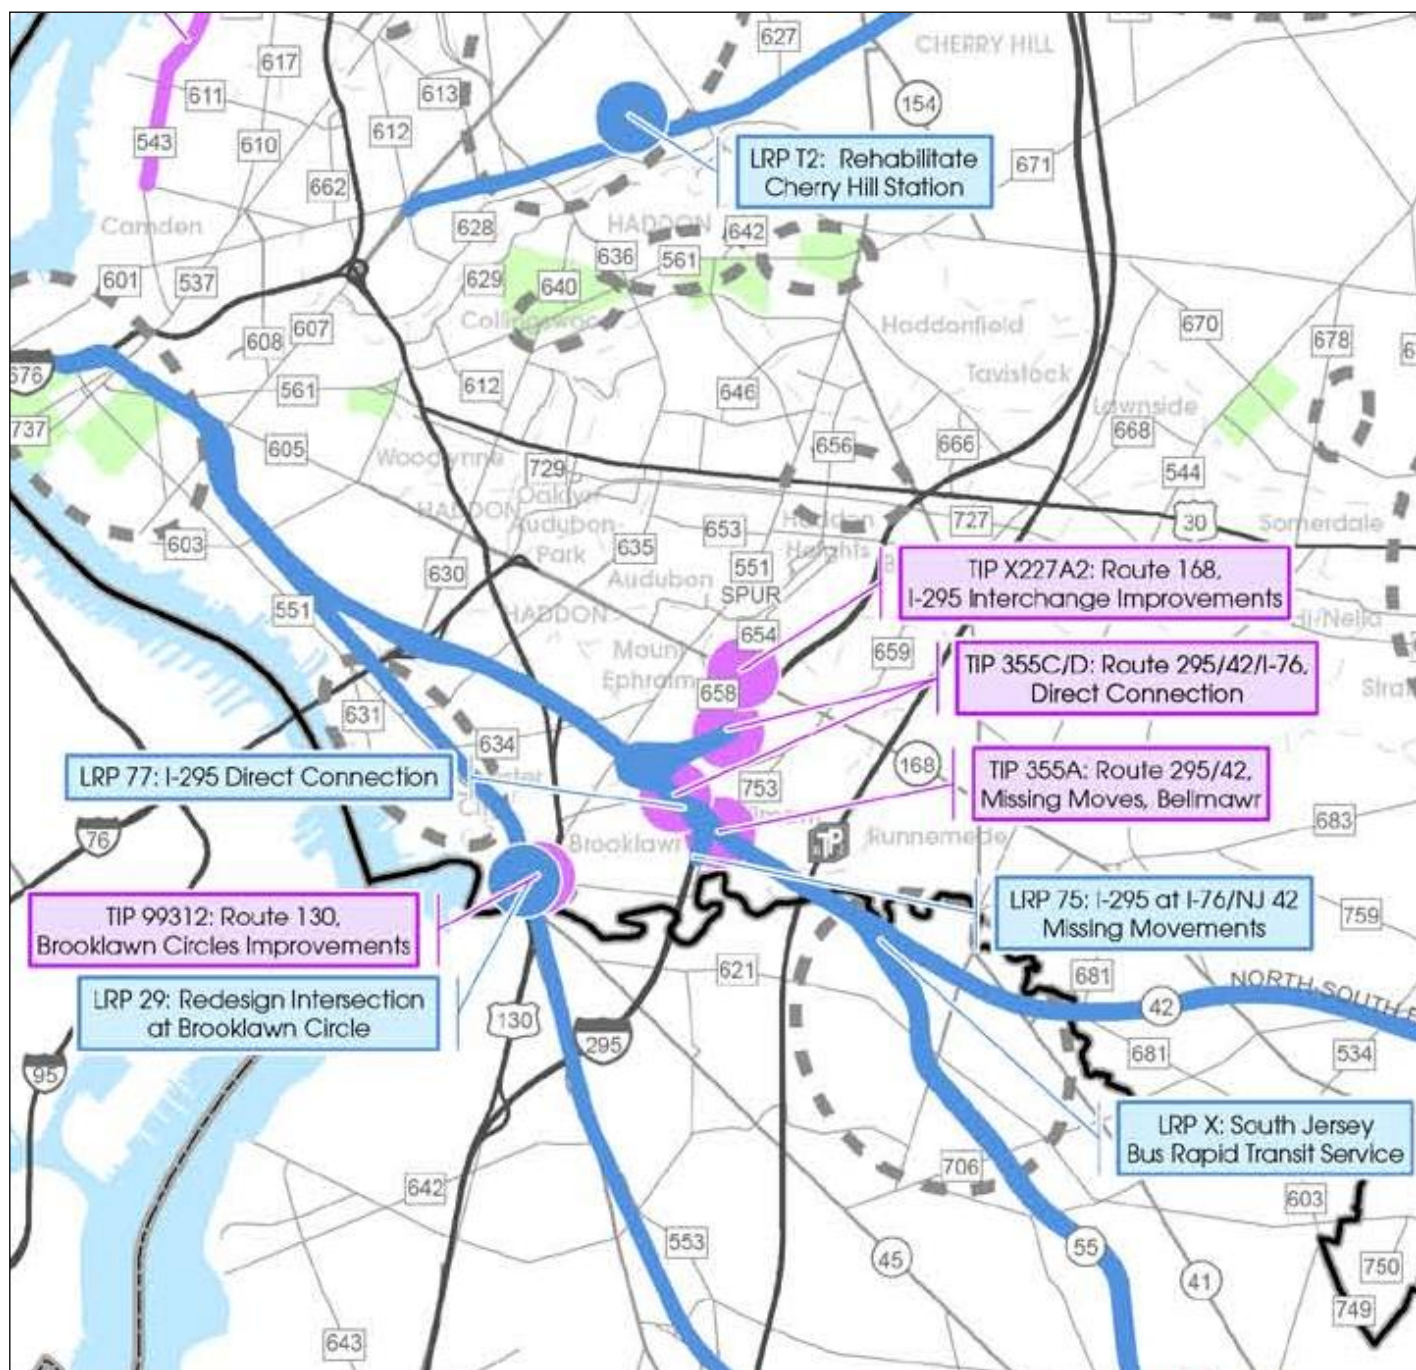 627
CHERRY HILL
617
611
613
154
612
543
610
LRP T2: Rehabilitate
Cherry Hill Station
671
662
Camden
628
HADDON
642
636
561
601
537
629
640
670
607
608
Haddonfield
678
676
561
612
646
Tavistock
Lawnside
737
605
656
666
668
Woodlynne
729
544
Oaklyn
HADDON
Audubon
Park
653
Haddon
Heights
727
30
Somerdale
603
635
551
630
Audubon
SPUR
TIP X227A2: Route 168,
I-295 Interchange Improvements
551
HADDON
654
Mount
Ephraim
659
658
TIP 355C/D: Route 295/42/I-76,
Direct Connection
631
634
LRP 77: I-295 Direct Connection
168
TIP 355A: Route 295/42,
Missing Moves, Bellmawr
753
76
683
Runnemede
TIP 99312: Route 130,
Brooklawn Circles Improvements
LRP 75: I-295 at I-76/NJ 42
Missing Movements
759
621
681
LRP 29: Redesign Intersection
at Brooklawn Circle
NORTH-SOUTH
42
130
295
681
534
95
LRP X: South Jersey
Bus Rapid Transit Service
706
642
603
553
55
45
41
750
749
643